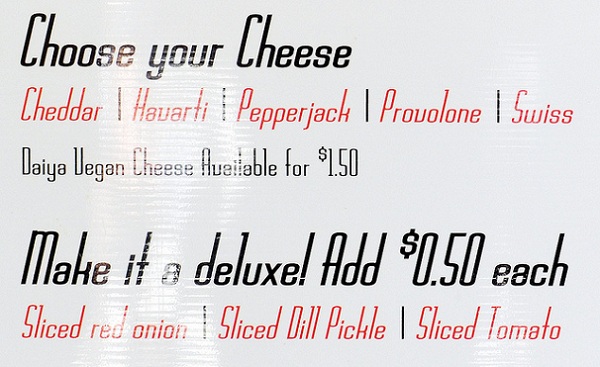 Choose your Cheese
Cheddar | Havarti | Pepperjack | Provolone | Swiss
Daiya Vegan Cheese Available for $1.50
Make it a deluxe! Add $0.50 each
Sliced red onion | Sliced Dill Pickle | Sliced Tomato